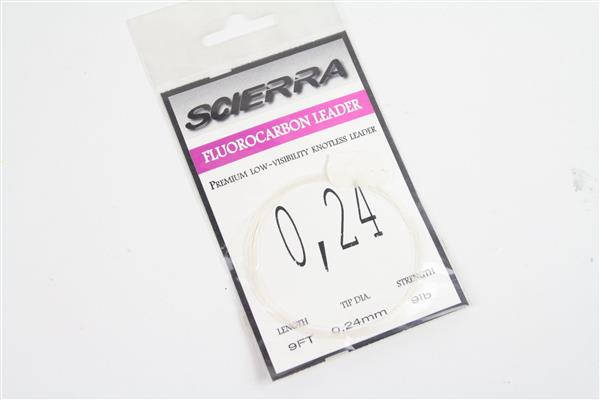 SCIERRA
FLUOROCARBON LEADER
PREMIUM LOW-VISIBILITY KNOTLESS LEADER
0,24
LENGTH TIP DIA. STRENGTH
9FT 0,24mm 9lb